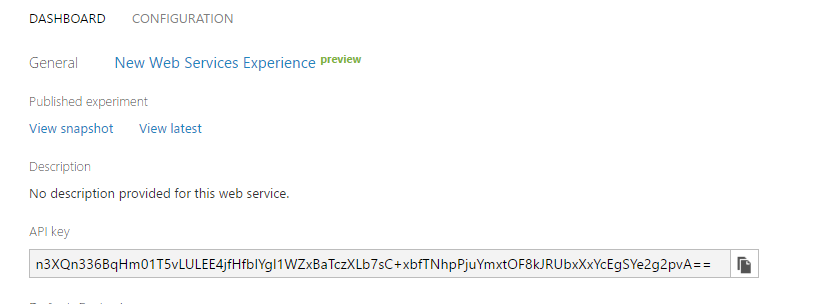 DASHBOARD CONFIGURATION
General New Web Services Experience preview
Published experiment
View snapshot View latest
Description
No description provided for this web service.
API key
n3XQn336BqHm01T5vLULEE4jfHfbIYgI1WZxBaTczXLb7sC+xbfTNhpPjuYmxtOF8kJRUbxXxYcEgSYe2g2pvA==